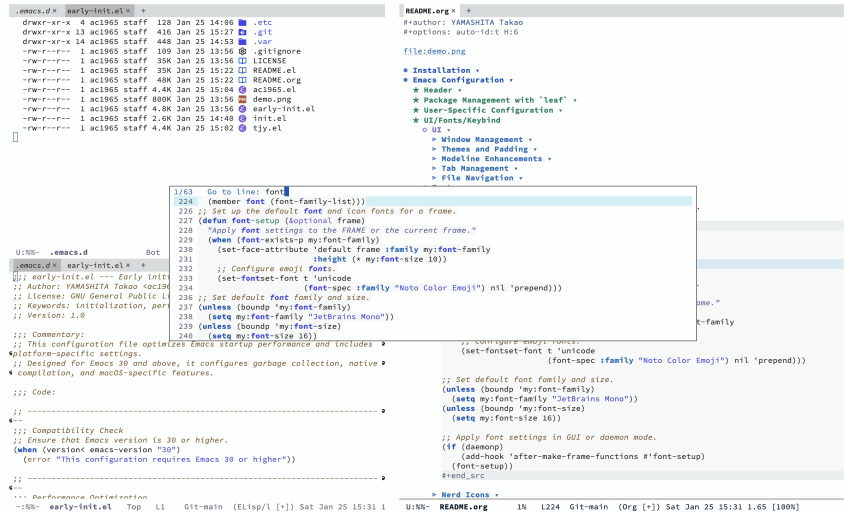 .emacs.d × early-init.el × +
drwxr-xr-x 4 ac1965 staff 128 Jan 25 14:06 .etc
drwxr-xr-x 13 ac1965 staff 416 Jan 25 15:27 .git
drwxr-xr-x 14 ac1965 staff 448 Jan 25 14:53 .var
-rw-r--r-- 1 ac1965 staff 109 Jan 25 13:56 .gitignore
-rw-r--r-- 1 ac1965 staff 35K Jan 25 13:56 LICENSE
-rw-r--r-- 1 ac1965 staff 35K Jan 25 15:22 README.el
-rw-r--r-- 1 ac1965 staff 48K Jan 25 15:22 README.org
-rw-r--r-- 1 ac1965 staff 4.4K Jan 25 15:04 ac1965.el
-rw-r--r-- 1 ac1965 staff 800K Jan 25 13:56 demo.png
-rw-r--r-- 1 ac1965 staff 4.8K Jan 25 13:56 early-init.el
-rw-r--r-- 1 ac1965 staff 2.6K Jan 25 14:40 init.el
-rw-r--r-- 1 ac1965 staff 4.4K Jan 25 15:02 tjy.el
U:%%- .emacs.d Bot
README.org × +
#+author: YAMASHITA Takao
#+options: auto-id:t H:6
file:demo.png
Installation
Emacs Configuration
Header
Package Management with `leaf`
User-Specific Configuration
UI/Fonts/Keybind
UI
Window Management
Themes and Padding
Modeline Enhancements
Tab Management
File Navigation
1/63 Go to line: font
224 (member font (font-family-list)))
226 ;; Set up the default font and icon fonts for a frame.
227 (defun font-setup (&optional frame)
228 "Apply font settings to the FRAME or the current frame."
229 (when (font-exists-p my:font-family)
230 (set-face-attribute 'default frame :family my:font-family
231 :height (* my:font-size 10))
232 ;; Configure emoji fonts.
233 (set-fontset-font t 'unicode
234 (font-spec :family "Noto Color Emoji") nil 'prepend)))
236 ;; Set default font family and size.
237 (unless (boundp 'my:font-family)
238 (setq my:font-family "JetBrains Mono"))
239 (unless (boundp 'my:font-size)
240 (setq my:font-size 16))
.emacs.d × early-init.el × +
;;; early-init.el --- Early initi
;; Author: YAMASHITA Takao <ac196
;; License: GNU General Public Li
;; Keywords: initialization, per
;; Version: 1.0
;;; Commentary:
;; This configuration file optimizes Emacs startup performance and includes
platform-specific settings.
;; Designed for Emacs 30 and above, it configures garbage collection, native
compilation, and macOS-specific features.
;;; Code:
;; ---------------------------------------------------------------------------
--
;;; Compatibility Check
;; Ensure that Emacs version is 30 or higher.
(when (version< emacs-version "30")
(error "This configuration requires Emacs 30 or higher"))
;; ---------------------------------------------------------------------------
--
;;; Performance Optimization
-:%%- early-init.el Top L1 Git-main (ELisp/l [+]) Sat Jan 25 15:31 1
ame."
t-family
;; Configure emoji fonts.
(set-fontset-font t 'unicode
(font-spec :family "Noto Color Emoji") nil 'prepend)))
;; Set default font family and size.
(unless (boundp 'my:font-family)
(setq my:font-family "JetBrains Mono"))
(unless (boundp 'my:font-size)
(setq my:font-size 16))
;; Apply font settings in GUI or daemon mode.
(if (daemonp)
(add-hook 'after-make-frame-functions #'font-setup)
(font-setup))
#+end_src
Nerd Icons
U:%%- README.org 1% L224 Git-main (Org [+]) Sat Jan 25 15:31 1.65 [100%]